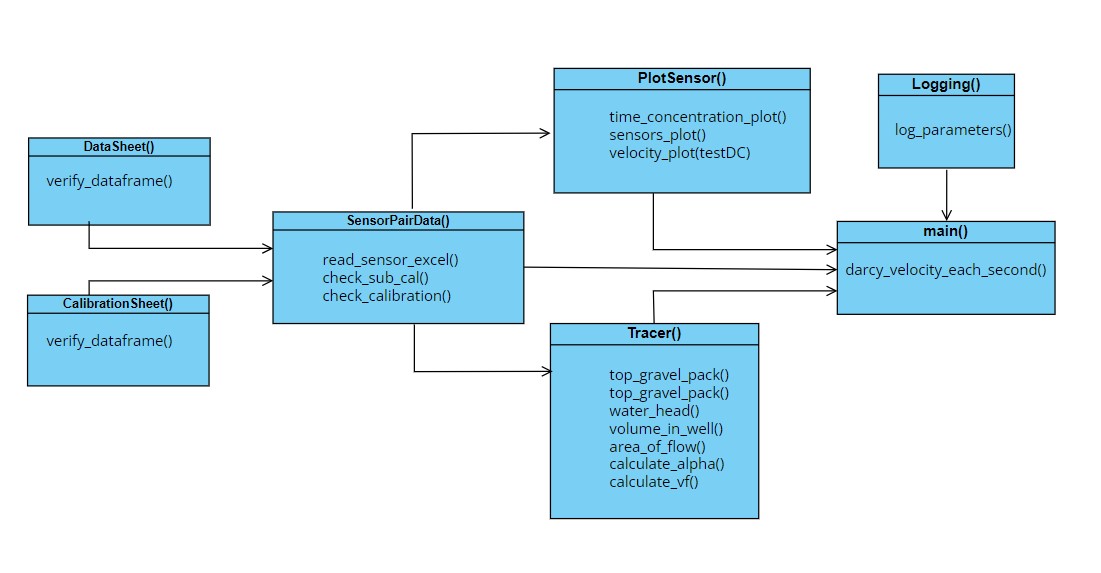 DataSheet()
verify_dataframe()
CalibrationSheet()
verify_dataframe()
SensorPairData()
read_sensor_excel()
check_sub_cal()
check_calibration()
PlotSensor()
time_concentration_plot()
sensors_plot()
velocity_plot(testDC)
Tracer()
top_gravel_pack()
top_gravel_pack()
water_head()
volume_in_well()
area_of_flow()
calculate_alpha()
calculate_vf()
Logging()
log_parameters()
main()
darcy_velocity_each_second()